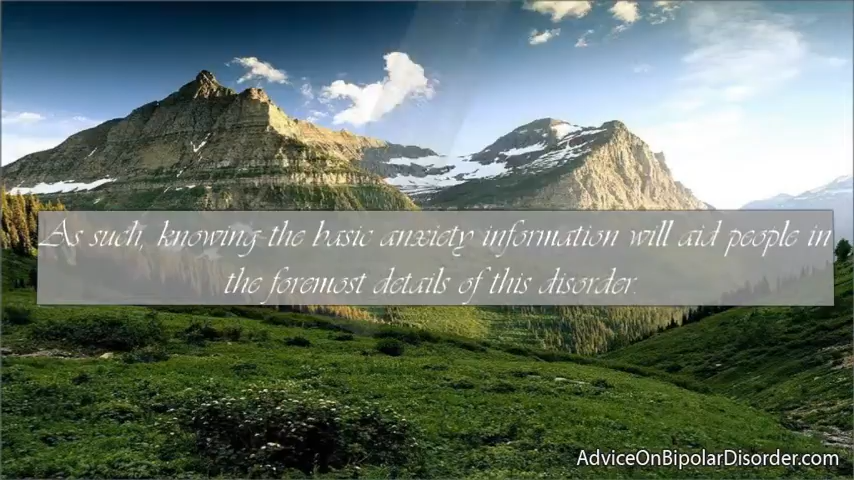 As such, knowing the basic anxiety information will aid people in
the foremost details of this disorder.
AdviceOnBipolarDisorder.com